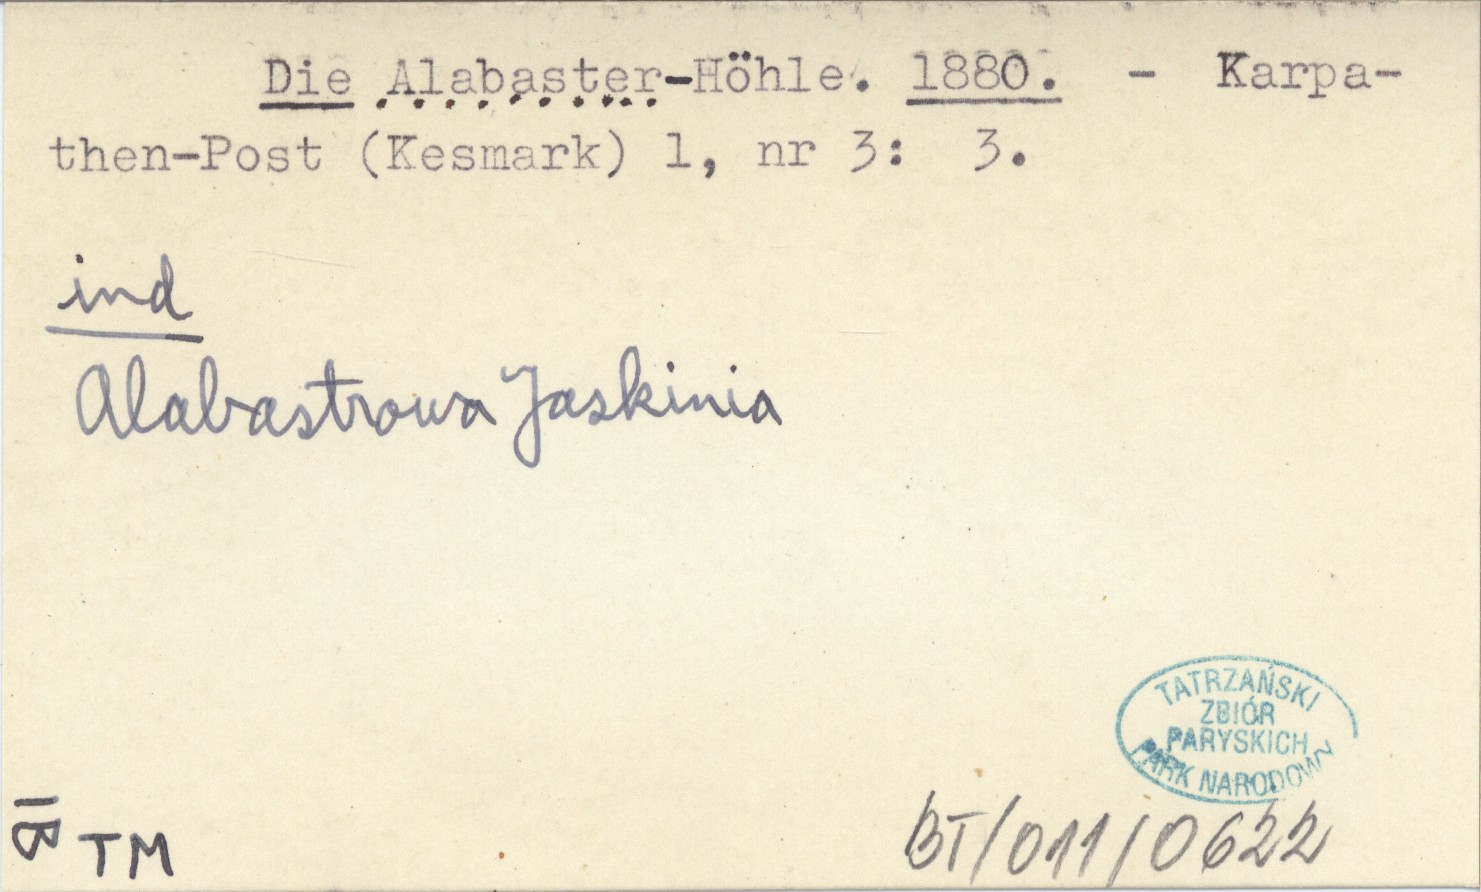 Die Alabaster-Höhle. 1880. - Karpa-
then-Post (Kesmark) 1, nr 3: 3.
ind
Alabastrowa Jaskinia
TATRZAŃSKI
ZBIÓR
PARYSKICH
PARK NARODOWY
TM
BT/011/0622